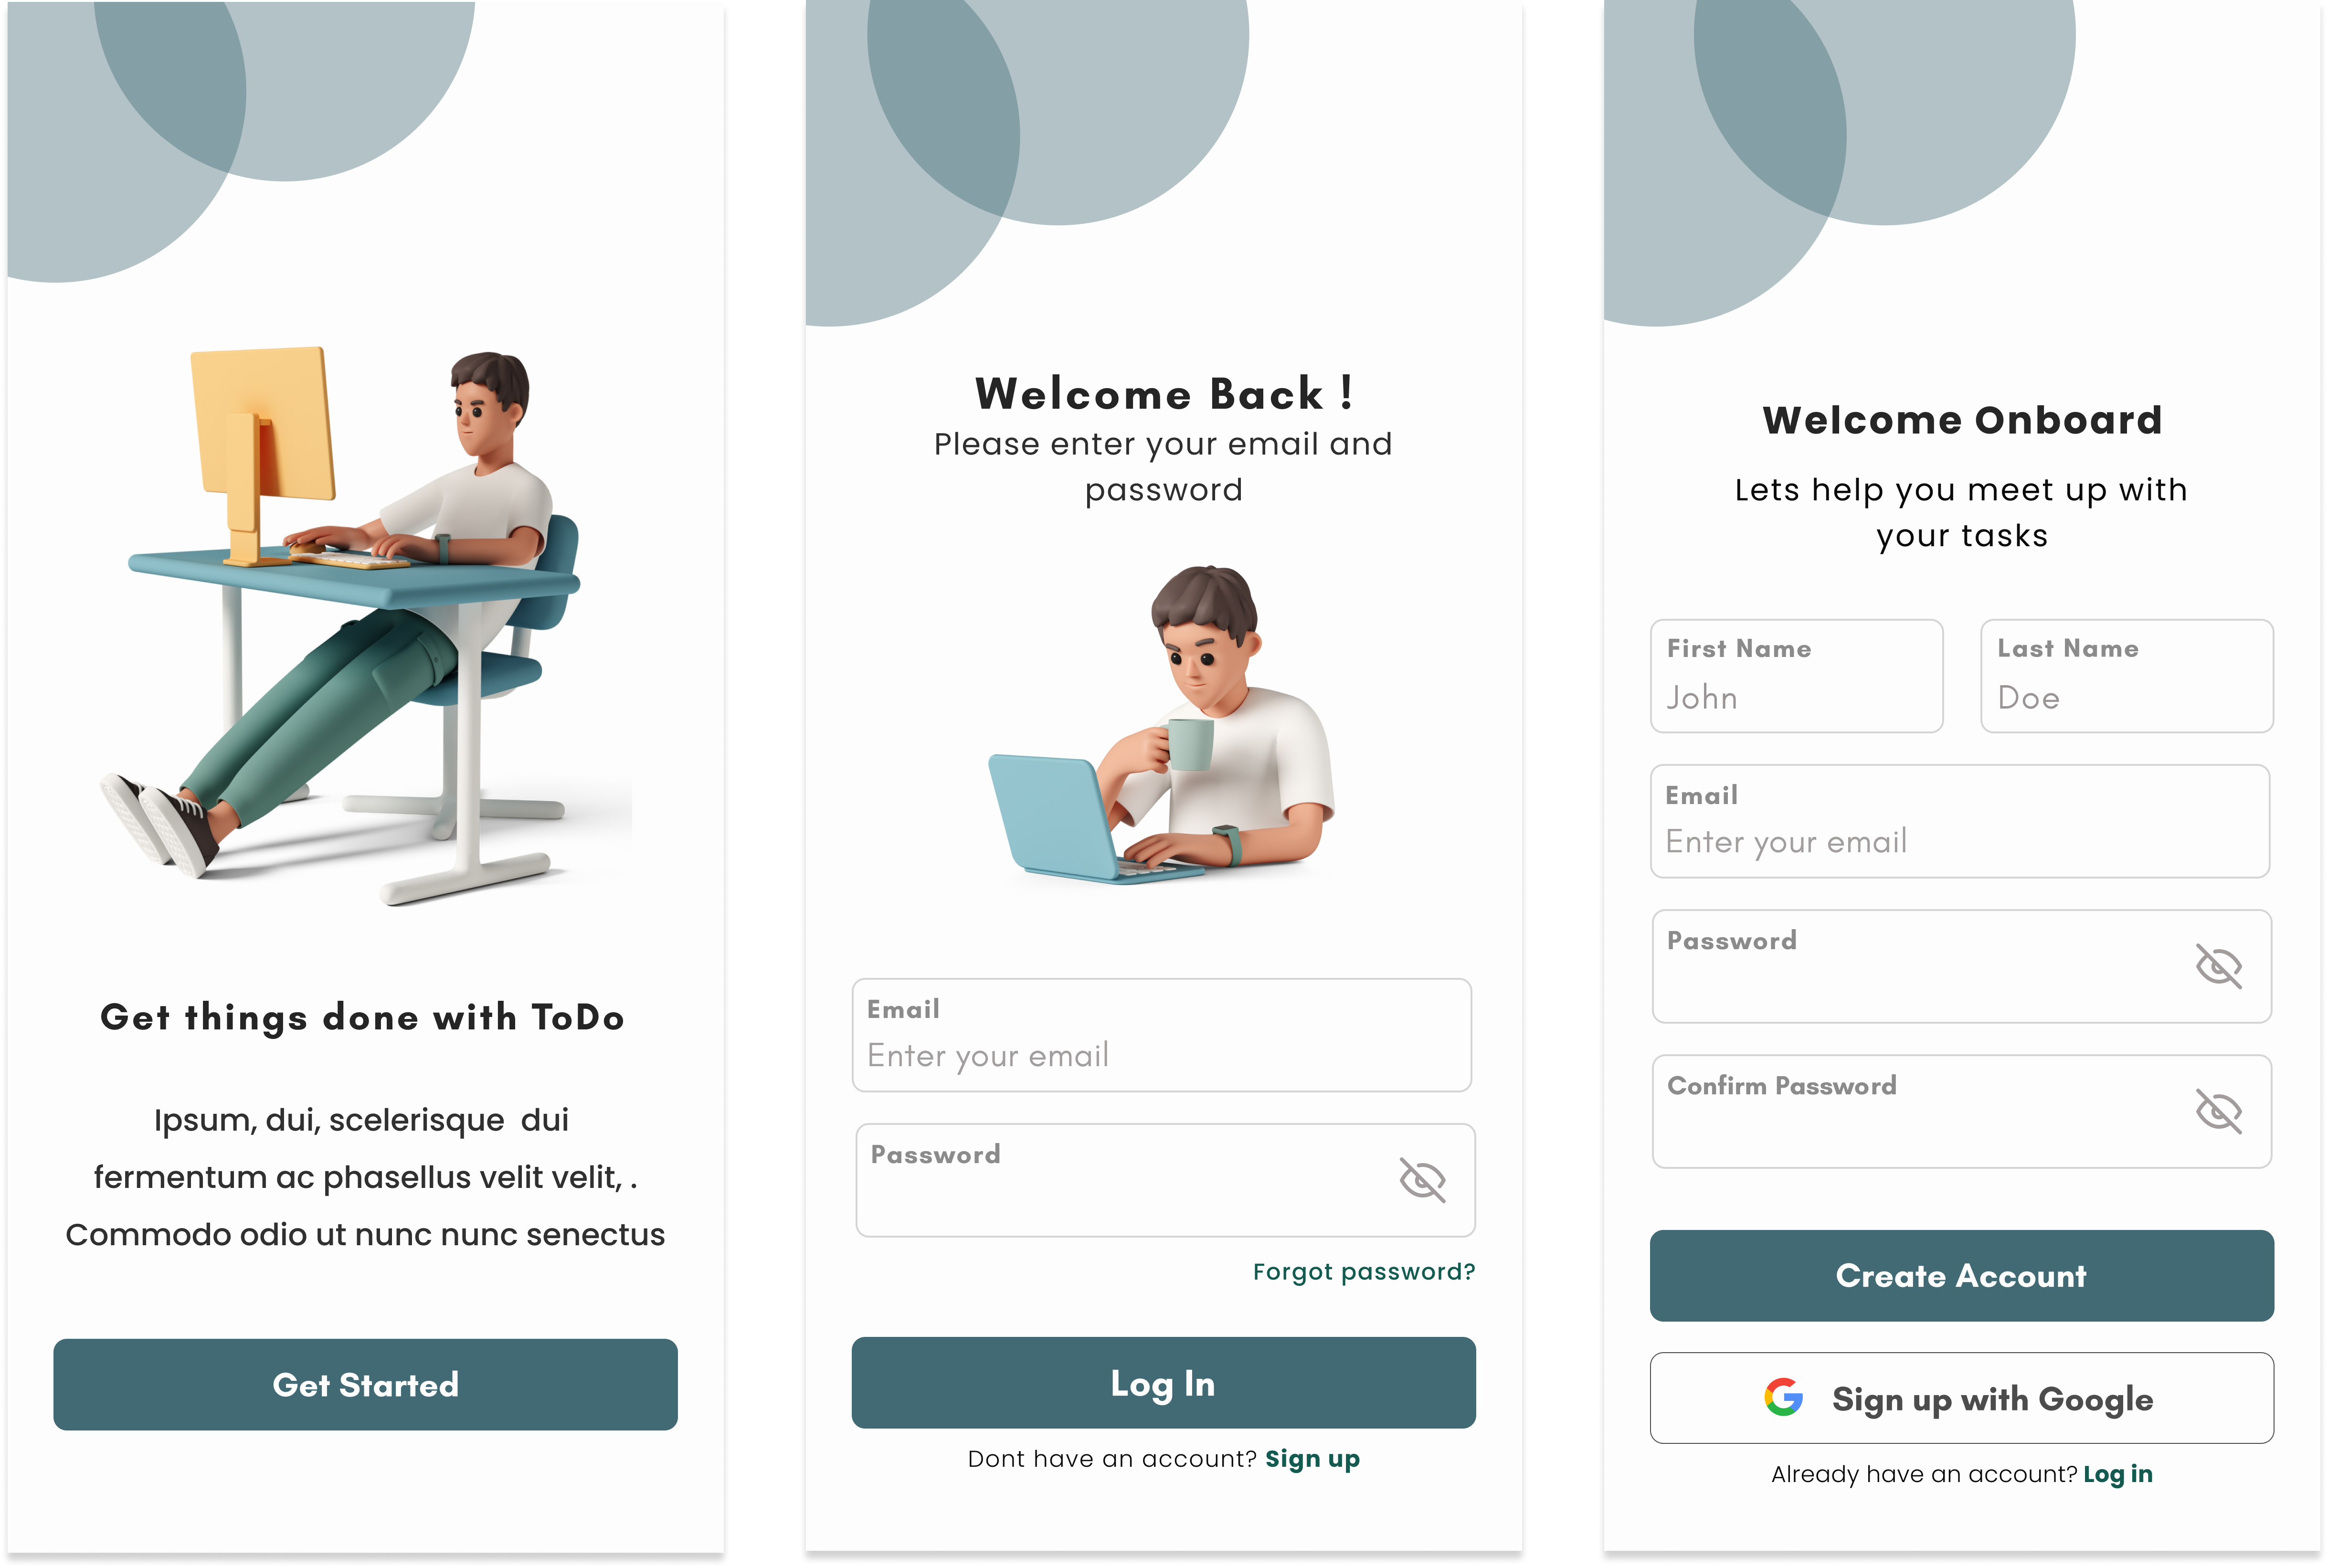 Get things done with ToDo
Ipsum, dui, scelerisque dui
fermentum ac phasellus velit velit, .
Commodo odio ut nunc nunc senectus
Get Started
Welcome Back !
Please enter your email and
password
Email
Enter your email
Password
Forgot password?
Log In
Dont have an account? Sign up
Welcome Onboard
Lets help you meet up with
your tasks
First Name
John
Last Name
Doe
Email
Enter your email
Password
Confirm Password
Create Account
Sign up with Google
Already have an account? Log in